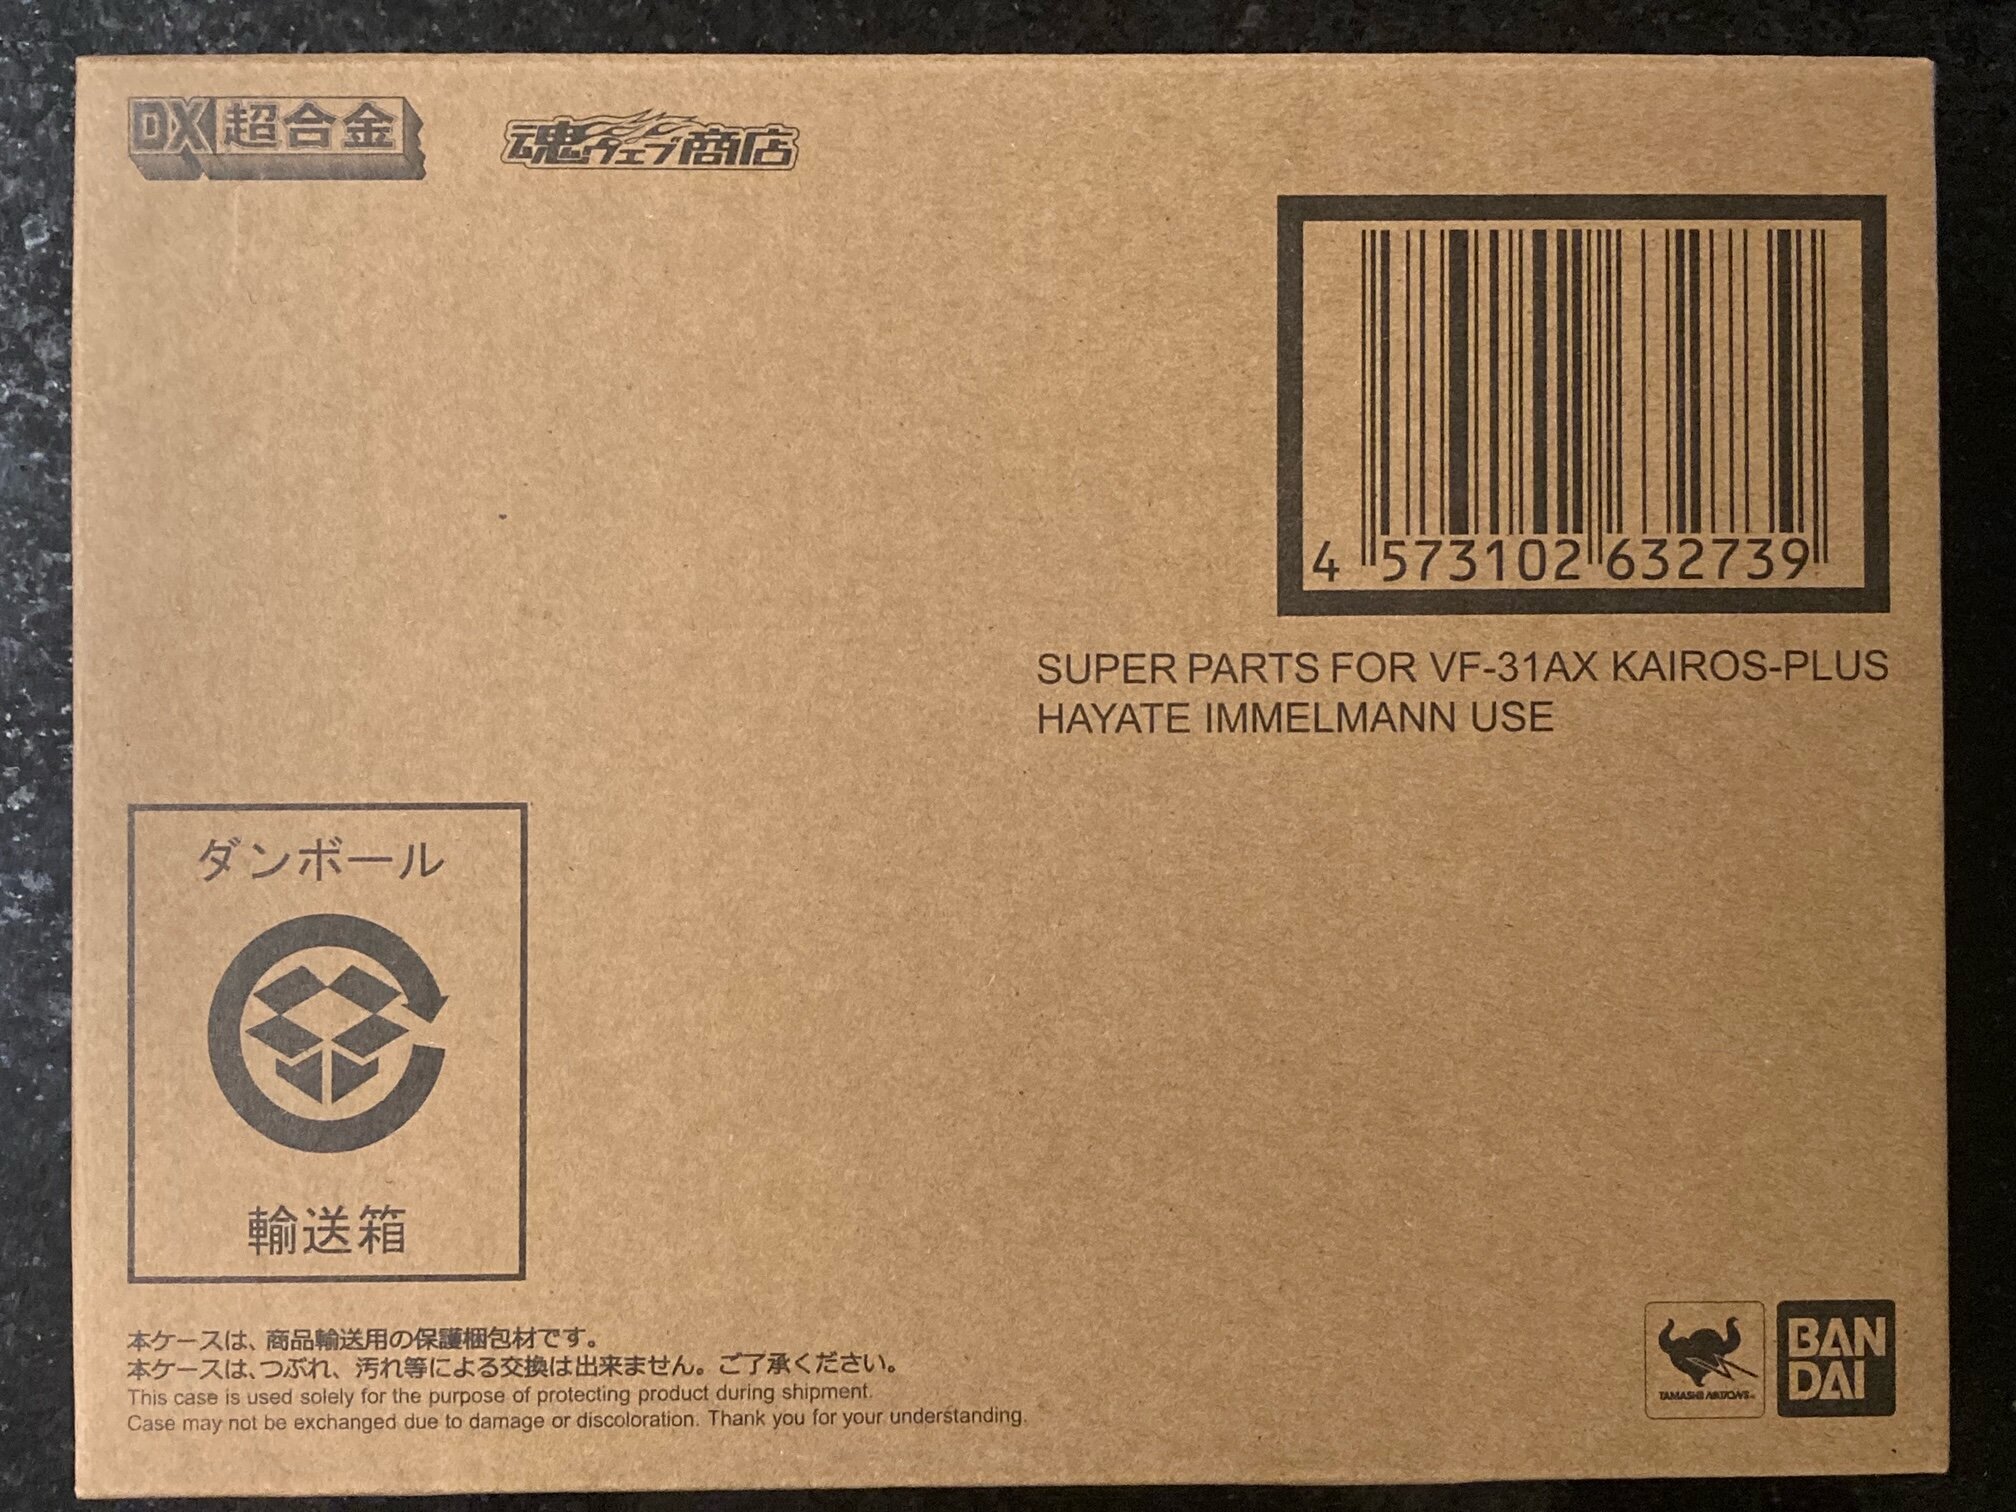 DX超合金
魂ウェブ商店
4 573102 632739
SUPER PARTS FOR VF-31AX KAIROS-PLUS
HAYATE IMMELMANN USE
ダンボール
輸送箱
本ケースは、商品輸送用の保護梱包材です。
本ケースは、つぶれ、汚れ等による交換は出来ません。ご了承ください。
This case is used solely for the purpose of protecting product during shipment.
Case may not be exchanged due to damage or discoloration. Thank you for your understanding.
TAMASHII NATIONS
BAN
DAI